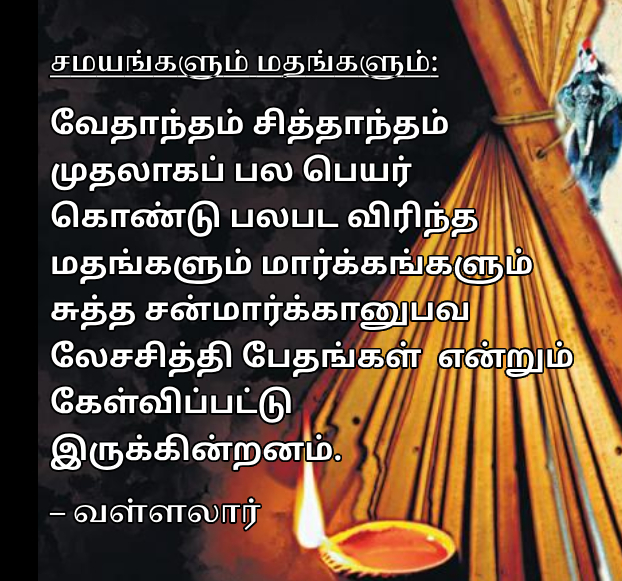 சமயங்களும் மதங்களும்:
வேதாந்தம் சித்தாந்தம்
முதலாகப் பல பெயர்
கொண்டு பலபட விரிந்த
மதங்களும் மார்க்கங்களும்
சுத்த சன்மார்க்கானுபவ
லேசசித்தி பேதங்கள் என்றும்
கேள்விப்பட்டு
இருக்கின்றனம்.
– வள்ளலார்